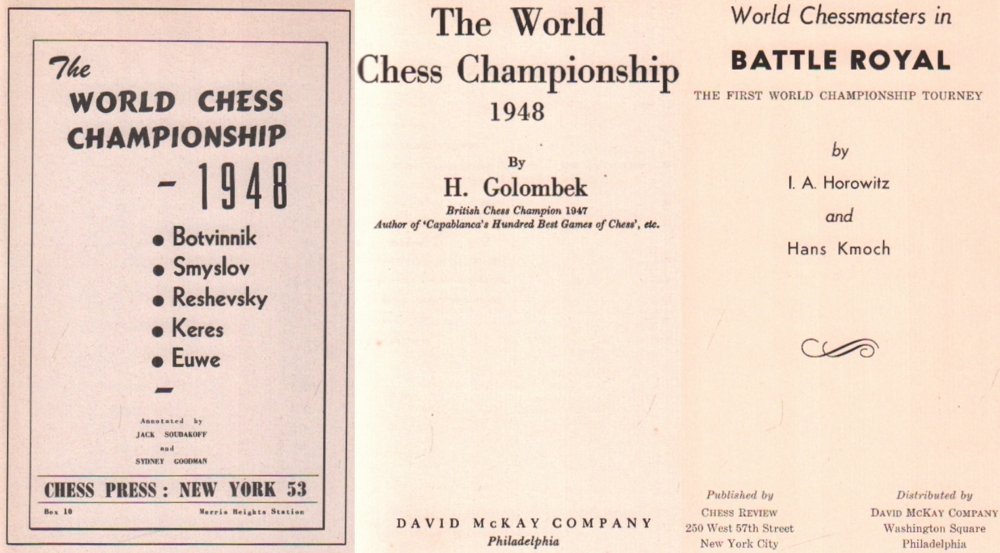 The
WORLD CHESS
CHAMPIONSHIP
- 1948
• Botvinnik
• Smyslov
• Reshevsky
• Keres
• Euwe
-
Annotated by
JACK SOUDAKOFF
and
SYDNEY GOODMAN
CHESS PRESS: NEW YORK 53
Box 10 Morris Heights Station
The World
Chess Championship
1948
By
H. Golombek
British Chess Champion 1947
Author of 'Capablanca's Hundred Best Games of Chess', etc.
DAVID McKAY COMPANY
Philadelphia
World Chessmasters in
BATTLE ROYAL
THE FIRST WORLD CHAMPIONSHIP TOURNEY
by
I. A. Horowitz
and
Hans Kmoch
Published by
CHESS REVIEW
250 West 57th Street
New York City
Distributed by
DAVID McKAY COMPANY
Washington Square
Philadelphia